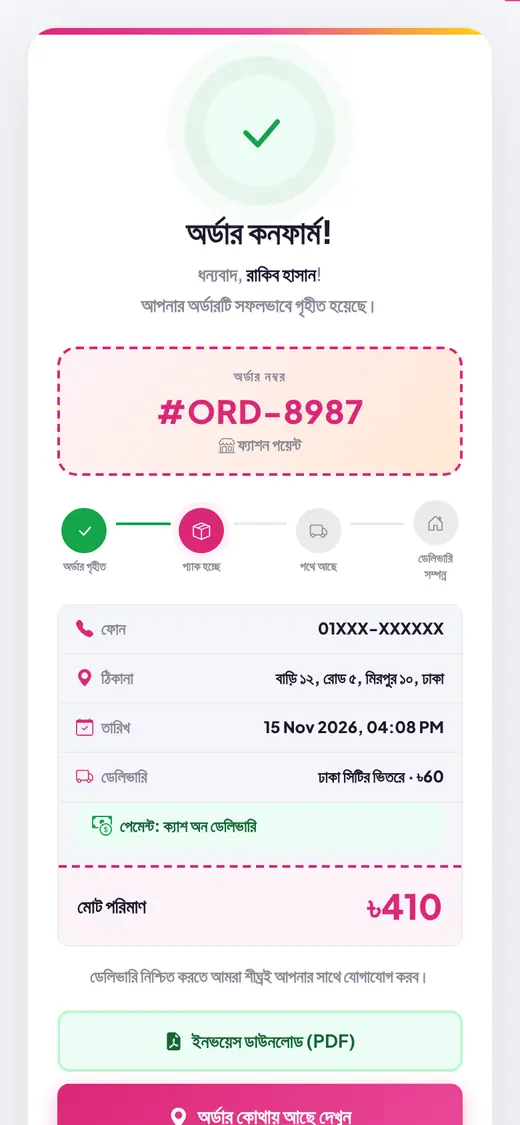 অর্ডার কনফার্ম!
ধন্যবাদ, রাকিব হাসান!
আপনার অর্ডারটি সফলভাবে গৃহীত হয়েছে।
অর্ডার নম্বর
#ORD-8987
ফ্যাশন পয়েন্ট
অর্ডার গৃহীত
প্যাক হচ্ছে
পথে আছে
ডেলিভারি
সম্পন্ন
ফোন 01XXX-XXXXXX
ঠিকানা বাড়ি ১২, রোড ৫, মিরপুর ১০, ঢাকা
তারিখ 15 Nov 2026, 04:08 PM
ডেলিভারি ঢাকা সিটির ভিতরে · ৳60
পেমেন্ট: ক্যাশ অন ডেলিভারি
মোট পরিমাণ ৳410
ডেলিভারি নিশ্চিত করতে আমরা শীঘ্রই আপনার সাথে যোগাযোগ করব।
ইনভয়েস ডাউনলোড (PDF)
অর্ডার কোথায় আছে দেখুন